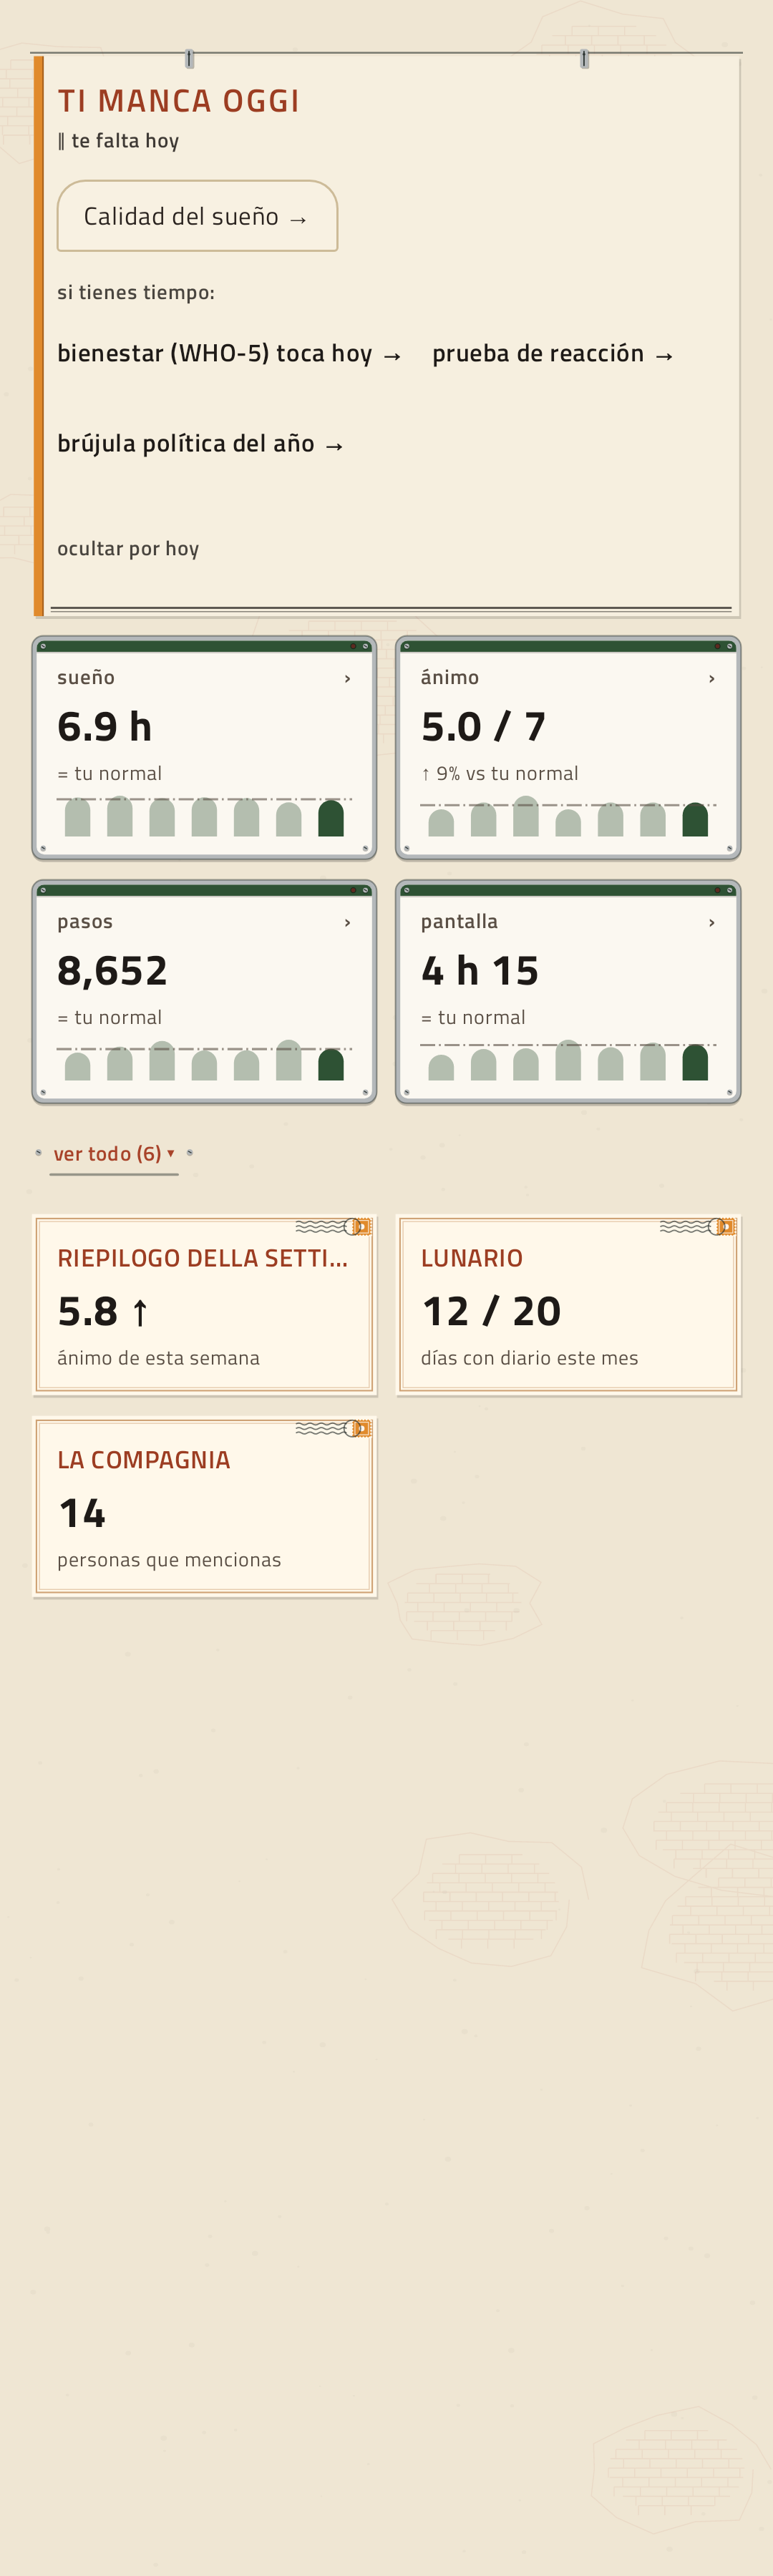 TI MANCA OGGI
‖ te falta hoy
Calidad del sueño →
si tienes tiempo:
bienestar (WHO-5) toca hoy → prueba de reacción →
brújula política del año →
ocultar por hoy
sueño › ánimo ›
6.9 h 5.0 / 7
= tu normal ↑ 9% vs tu normal
pasos › pantalla ›
8,652 4 h 15
= tu normal = tu normal
ver todo (6) ▾
RIEPILOGO DELLA SETTI... LUNARIO
5.8 ↑ 12 / 20
ánimo de esta semana días con diario este mes
LA COMPAGNIA
14
personas que mencionas